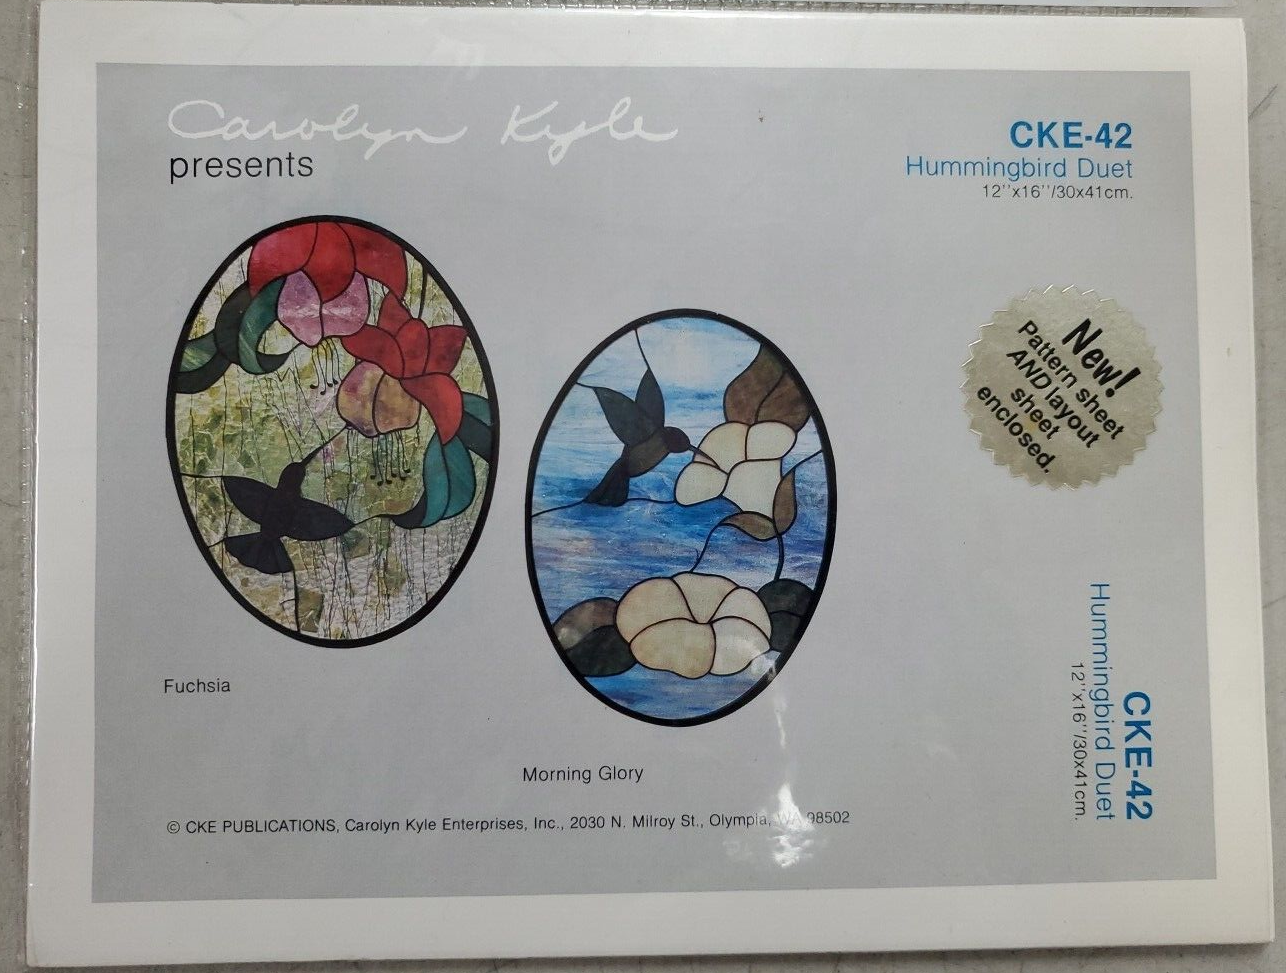 Carolyn Kyle
presents
CKE-42
Hummingbird Duet
12''x16''/30x41cm.
New!
Pattern sheet
AND layout
sheet
enclosed.
Fuchsia
Morning Glory
© CKE PUBLICATIONS, Carolyn Kyle Enterprises, Inc., 2030 N. Milroy St., Olympia, WA 98502
CKE-42
Hummingbird Duet
12''x16''/30x41cm.